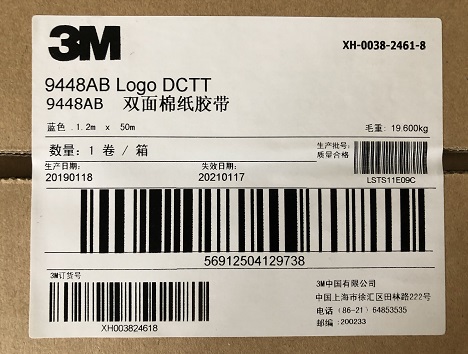 3M
XH-0038-2461-8
9448AB Logo DCTT
9448AB 双面棉纸胶带
蓝色 . 1.2m x 50m
毛重: 19.600kg
数量: 1 卷 / 箱
生产批号:
质量合格
生产日期:
20190118
失效日期:
20210117
LSTS11E09C
56912504129738
3M订货号
XH003824618
3M中国有限公司
中国上海市徐汇区田林路222号
电话 (86-21) 64853535
邮编 : 200233